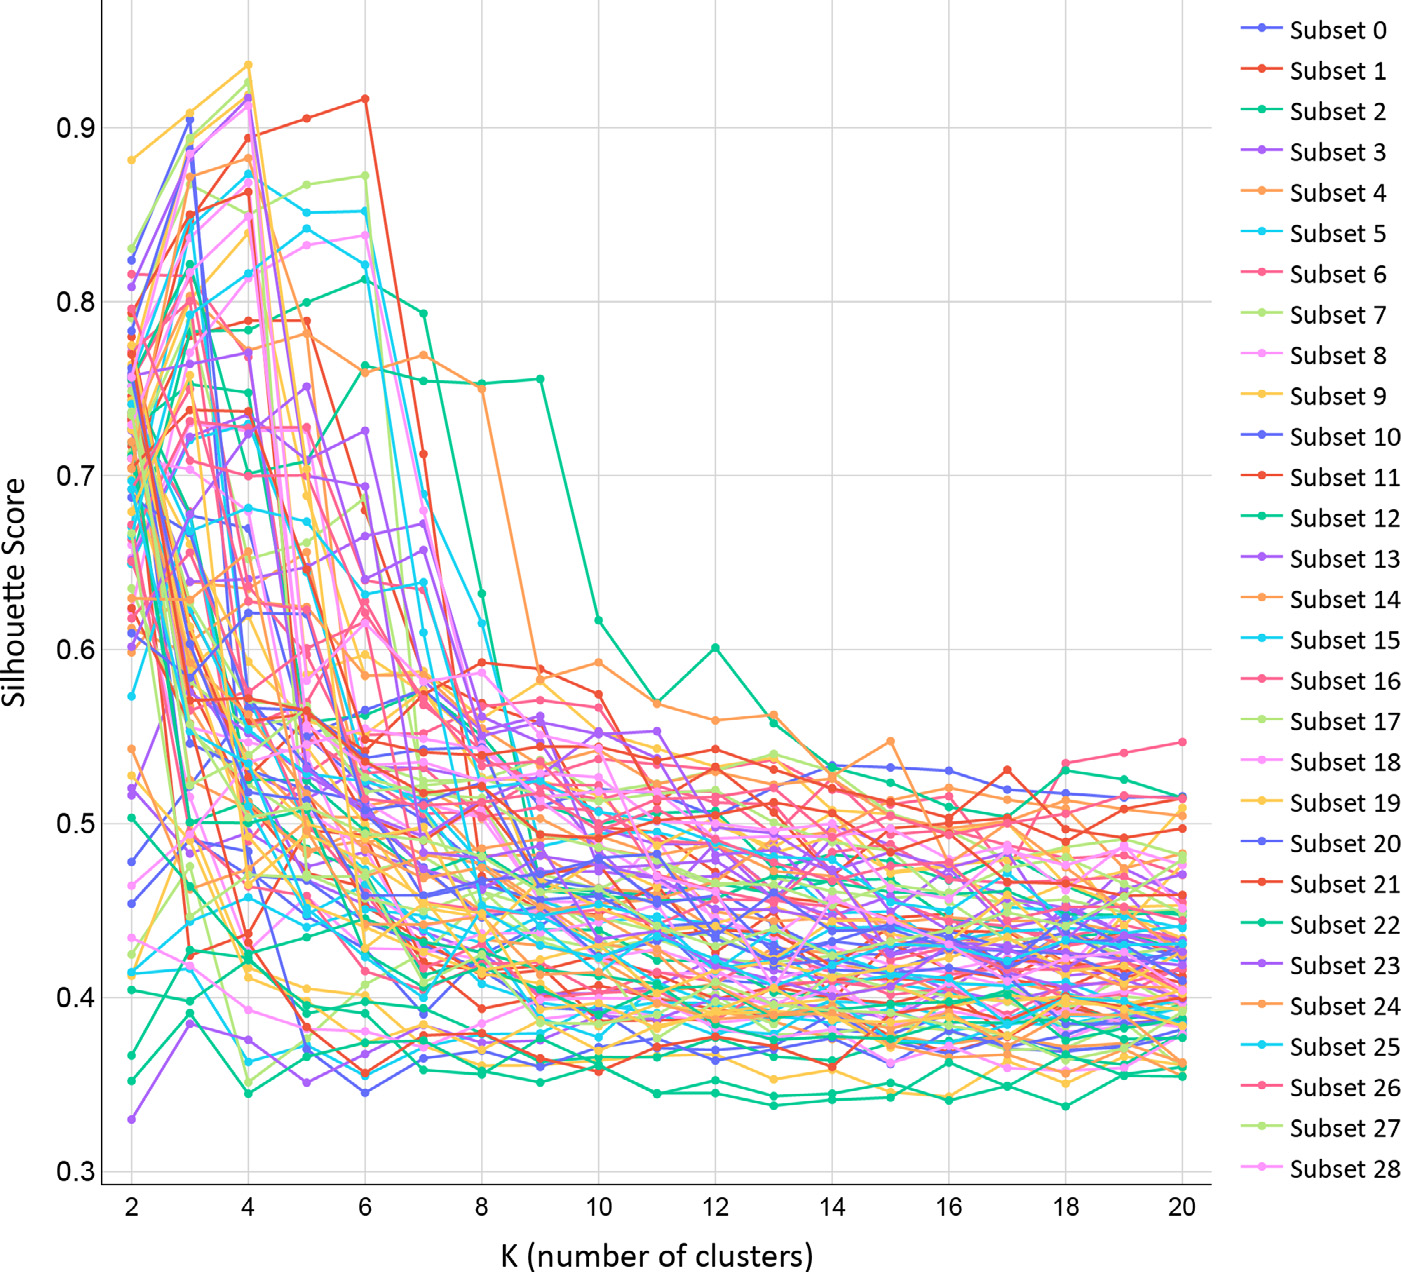 Silhouette Score
0.9
0.8
0.7
0.6
0.5
0.4
0.3
2 4 6 8 10 12 14 16 18 20
K (number of clusters)
Subset 0
Subset 1
Subset 2
Subset 3
Subset 4
Subset 5
Subset 6
Subset 7
Subset 8
Subset 9
Subset 10
Subset 11
Subset 12
Subset 13
Subset 14
Subset 15
Subset 16
Subset 17
Subset 18
Subset 19
Subset 20
Subset 21
Subset 22
Subset 23
Subset 24
Subset 25
Subset 26
Subset 27
Subset 28